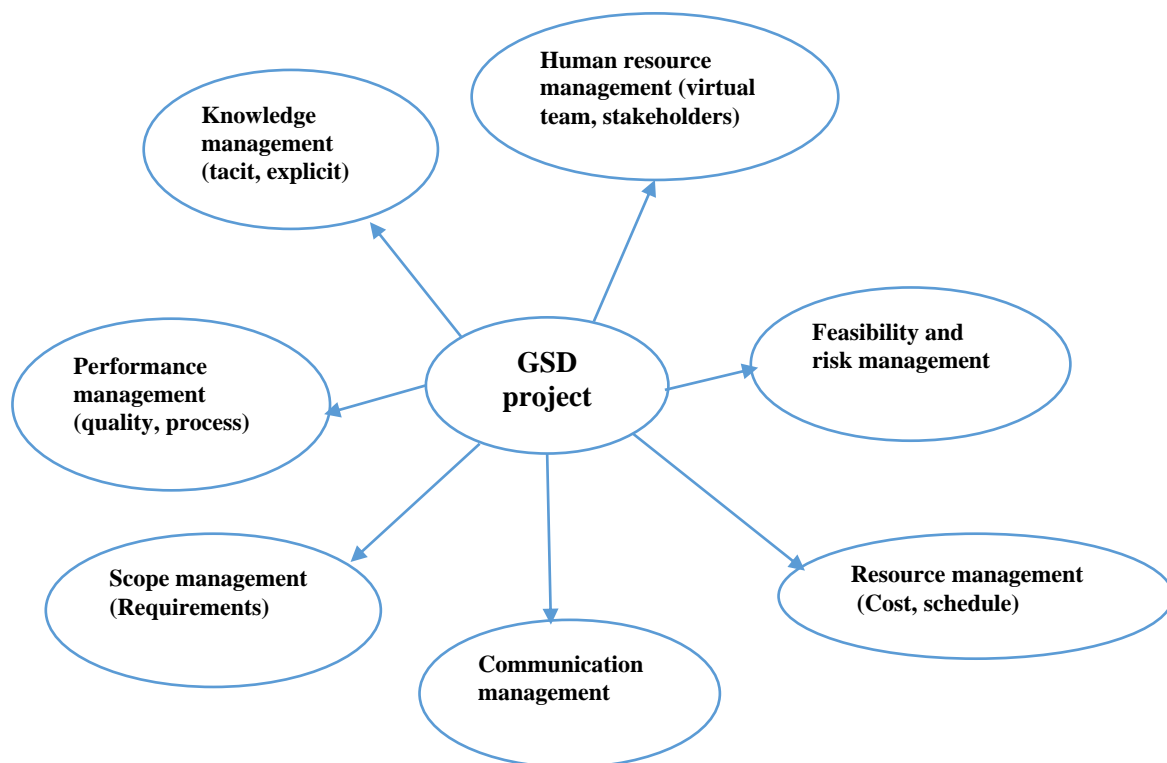 Human resource
management (virtual
team, stakeholders)
Knowledge
management
(tacit, explicit)
Feasibility and
risk management
GSD
project
Performance
management
(quality, process)
Scope management
(Requirements)
Resource management
(Cost, schedule)
Communication
management